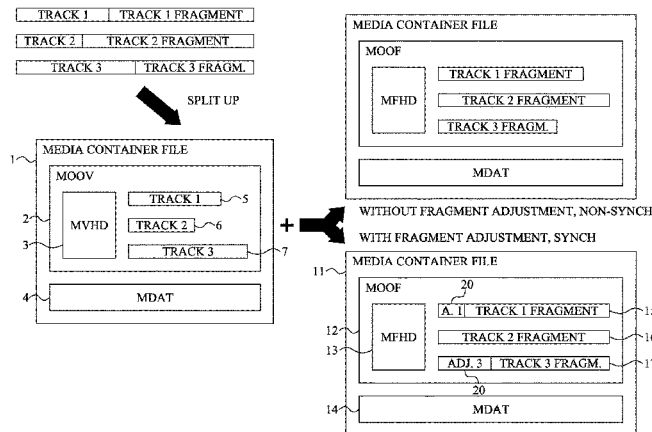 TRACK 1 TRACK 1 FRAGMENT
TRACK 2 TRACK 2 FRAGMENT
TRACK 3 TRACK 3 FRAGM.
SPLIT UP
1
MEDIA CONTAINER FILE
MOOV
2
3
MVHD
TRACK 1
5
TRACK 2
6
TRACK 3
7
4
MDAT
+
MEDIA CONTAINER FILE
MOOF
MFHD
TRACK 1 FRAGMENT
TRACK 2 FRAGMENT
TRACK 3 FRAGM.
MDAT
WITHOUT FRAGMENT ADJUSTMENT, NON-SYNCH
WITH FRAGMENT ADJUSTMENT, SYNCH
11
MEDIA CONTAINER FILE
MOOF
20
12
13
MFHD
A. 1 TRACK 1 FRAGMENT
15
TRACK 2 FRAGMENT
16
ADJ. 3 TRACK 3 FRAGM.
17
20
14
MDAT